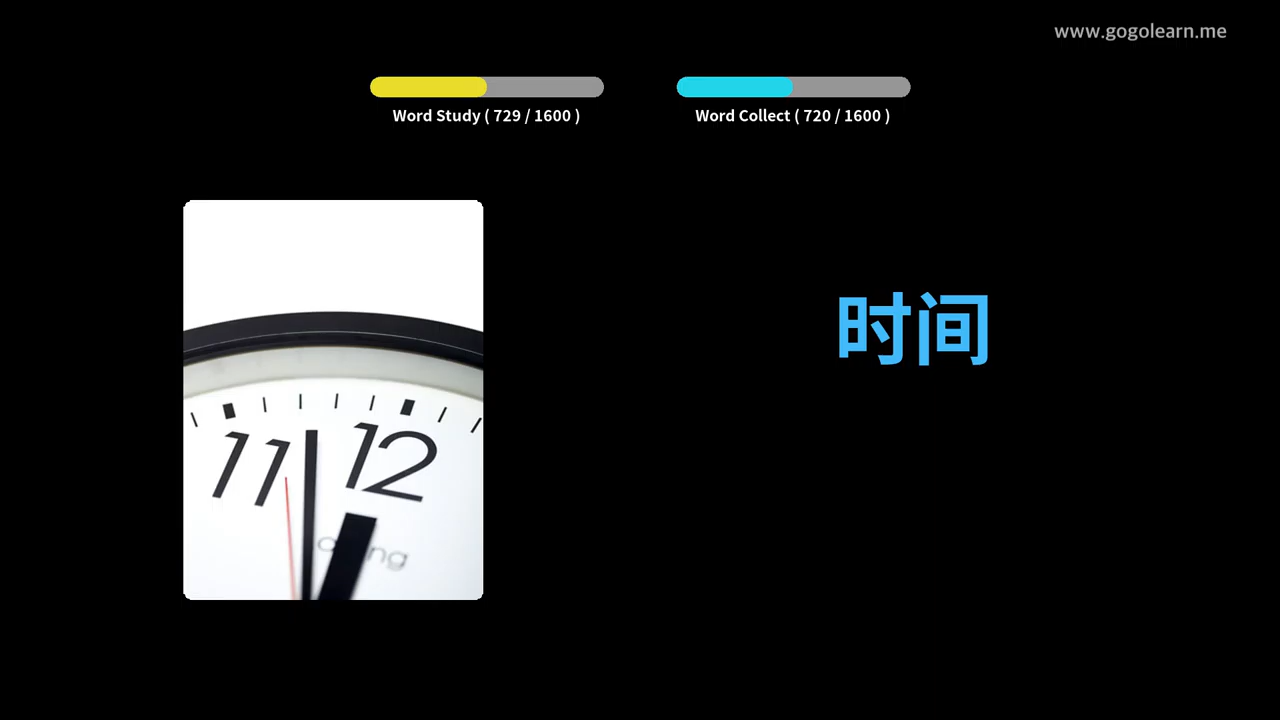 www.gogolearn.me
Word Study ( 729 / 1600 )
Word Collect ( 720 / 1600 )
时间
11
12